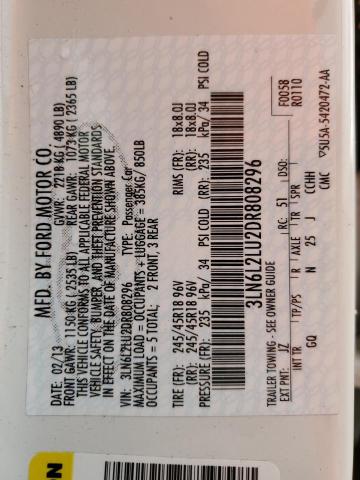 MFD. BY FORD MOTOR CO.
DATE: 02/13 GVWR: 2218 KG (4890 LB)
FRONT GAWR: 1150KG (2535 LB) REAR GAWR: 1073 KG (2365 LB)
THIS VEHICLE CONFORMS TO ALL APPLICABLE FEDERAL MOTOR
VEHICLE SAFETY, BUMPER, AND THEFT PREVENTION STANDARDS
IN EFFECT ON THE DATE OF MANUFACTURE SHOWN ABOVE.
VIN: 3LN6L2LU2DR808296 TYPE: Passenger Car
MAXIMUM LOAD = OCCUPANTS + LUGGAGE = 385KG/ 850LB
OCCUPANTS = 5 TOTAL: 2 FRONT, 3 REAR
TIRE (FR): 245/45R18 96V RIMS (FR): 18x8.0J
TIRE (RR): 245/45R18 96V (RR): 18x8.0J
PRESSURE (FR): 235 kPa/ 34 PSI COLD (RR): 235 kPa/ 34 PSI COLD
3LN6L2LU2DR808296
F005B
R0110
TRAILER TOWING - SEE OWNER GUIDE
EXT PNT: JZ RC: 51 DSO:
INT TR TP/PS R AXLE TR SPR
GQ N 25 J CCHH
CMC ▽5U5A-5420472-AA
ON